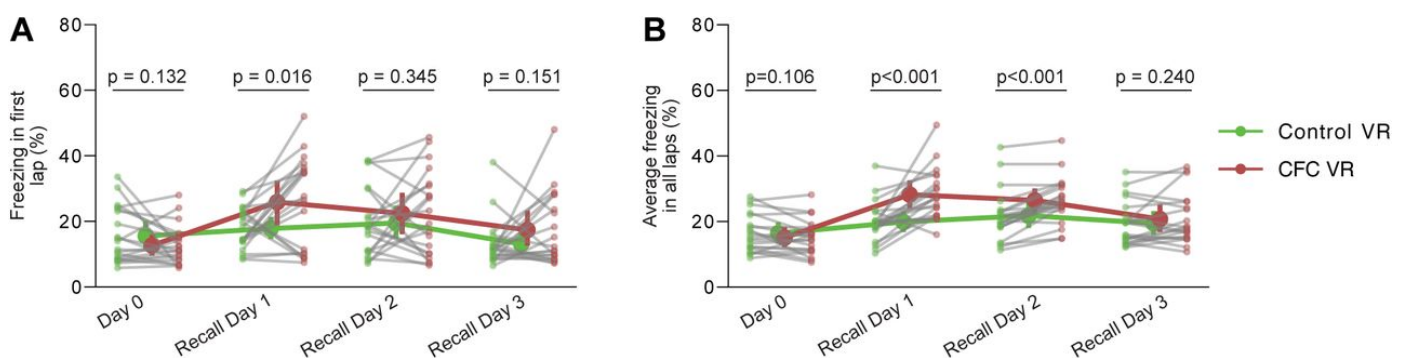 A
80
60
40
20
0
Freezing in first
lap (%)
p = 0.132
p = 0.016
p = 0.345
p = 0.151
Day 0
Recall Day 1
Recall Day 2
Recall Day 3
B
80
60
40
20
0
Average freezing
in all laps (%)
p=0.106
p<0.001
p<0.001
p = 0.240
Day 0
Recall Day 1
Recall Day 2
Recall Day 3
Control VR
CFC VR